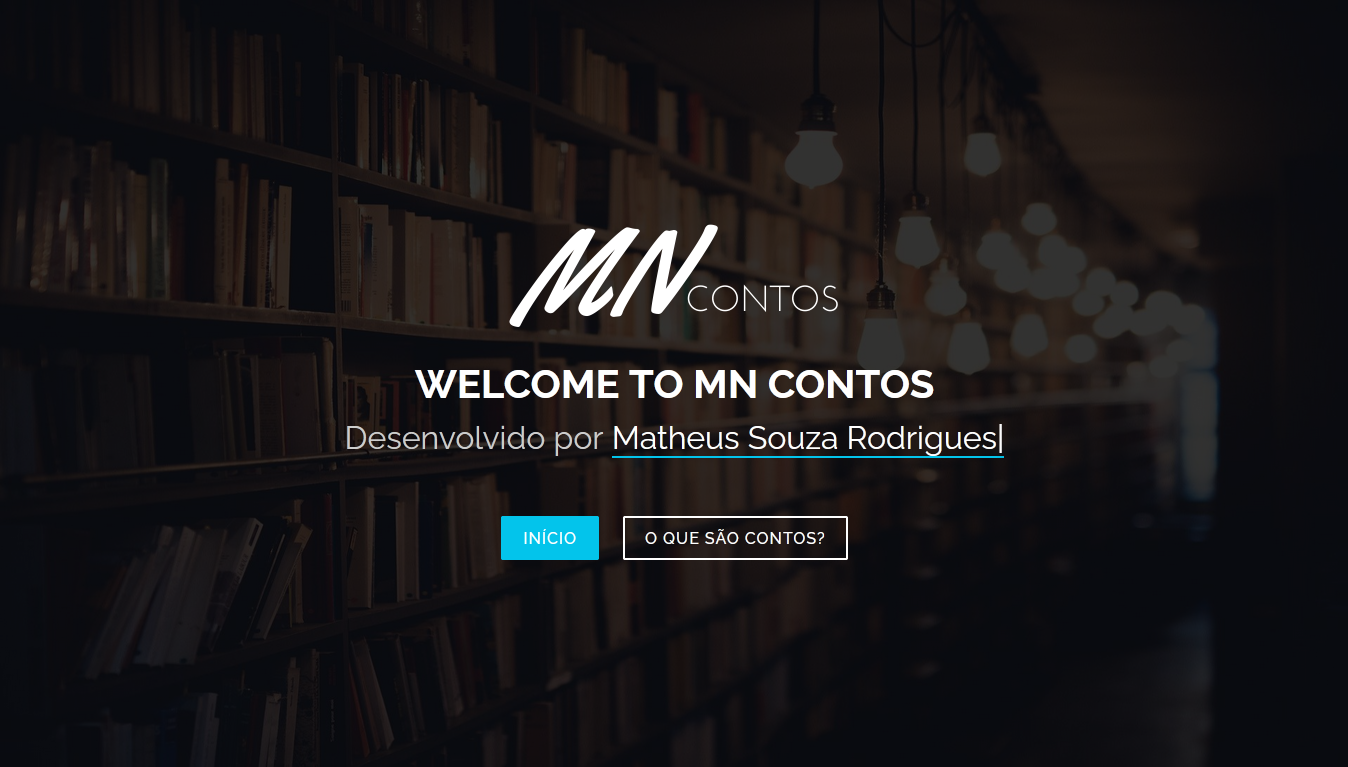 MN CONTOS
WELCOME TO MN CONTOS
Desenvolvido por Matheus Souza Rodrigues|
INÍCIO
O QUE SÃO CONTOS?